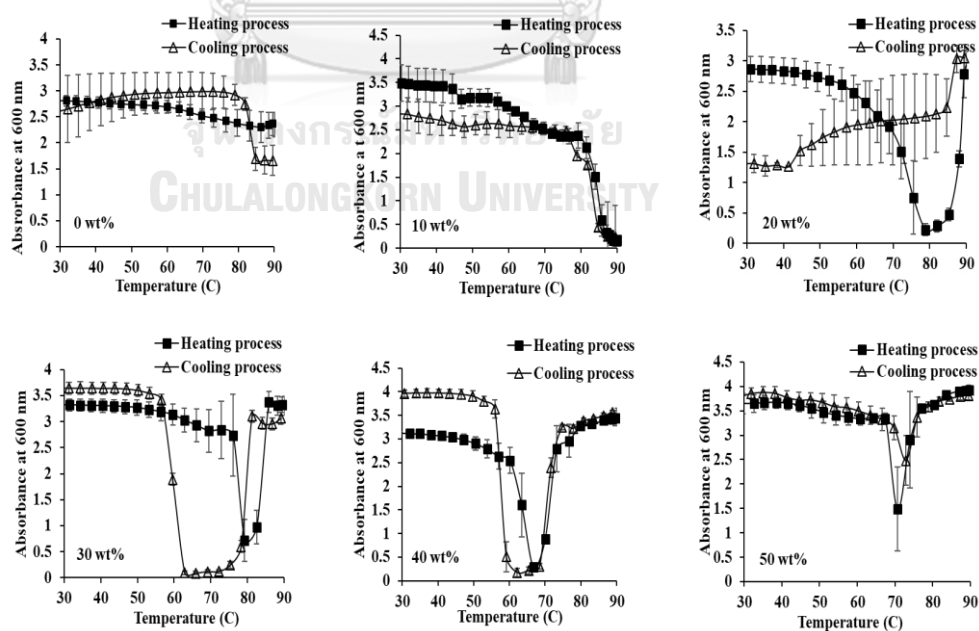 Heating process
Cooling process
Absrorbance at 600 nm
4
3.5
3
2.5
2
1.5
1
0.5
0
0 wt%
30 40 50 60 70 80 90
Temperature (C)
Heating process
Cooling process
Absorbance a t 600 nm
4.5
4
3.5
3
2.5
2
1.5
1
0.5
0
10 wt%
30 40 50 60 70 80 90
Temperature (C)
Heating process
Cooling process
Absorbance at 600 nm
3.5
3
2.5
2
1.5
1
0.5
0
20 wt%
30 40 50 60 70 80 90
Temperature (C)
CHULALONGKORN UNIVERSITY
Heating process
Cooling process
Absorbance at 600 nm
4
3.5
3
2.5
2
1.5
1
0.5
0
30 wt%
30 40 50 60 70 80 90
Temperature (C)
Heating process
Cooling process
Absorbance at 600 nm
4.5
4
3.5
3
2.5
2
1.5
1
0.5
0
40 wt%
30 40 50 60 70 80 90
Temperature (C)
Heating process
Cooling process
Absorbance at 600 nm
4.5
4
3.5
3
2.5
2
1.5
1
0.5
0
50 wt%
30 40 50 60 70 80 90
Temperature (C)